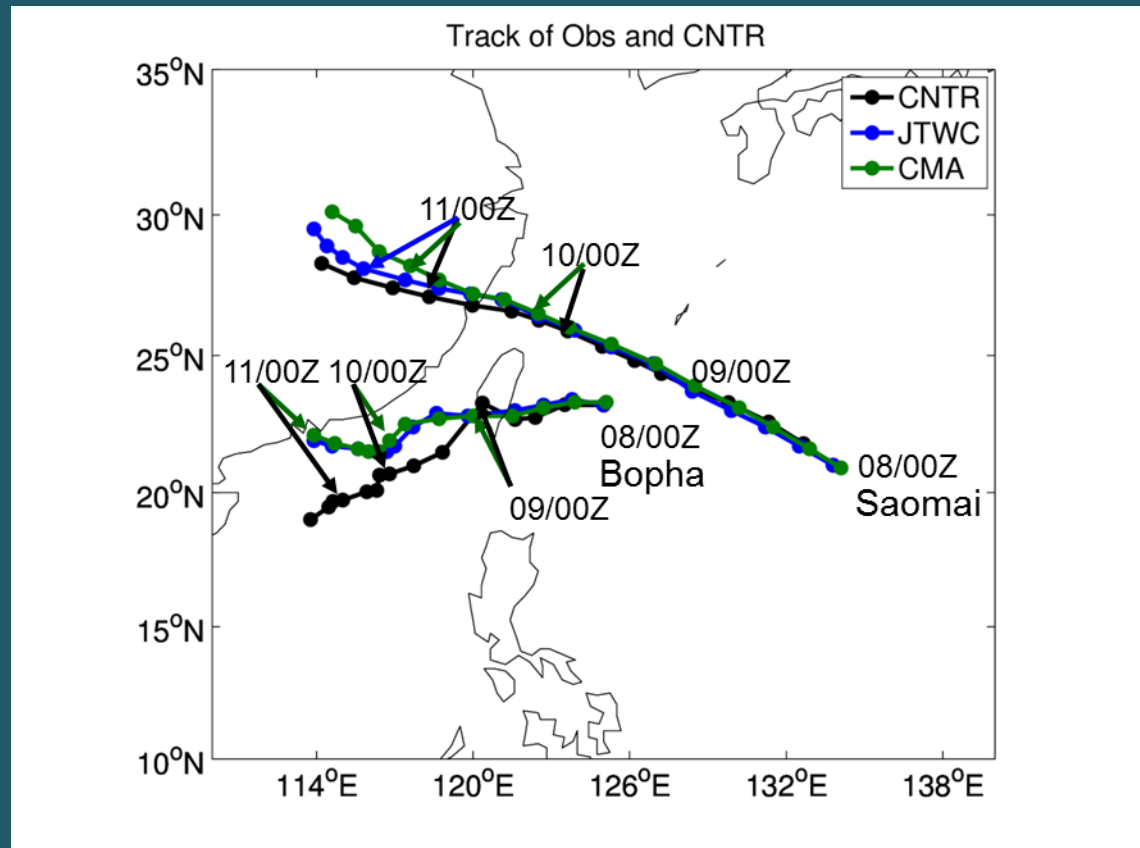 Track of Obs and CNTR
35°N
30°N
25°N
20°N
15°N
10°N
CNTR
JTWC
CMA
11/00Z
10/00Z
09/00Z
11/00Z 10/00Z
08/00Z
Bopha
08/00Z
Saomai
09/00Z
114°E 120°E 126°E 132°E 138°E